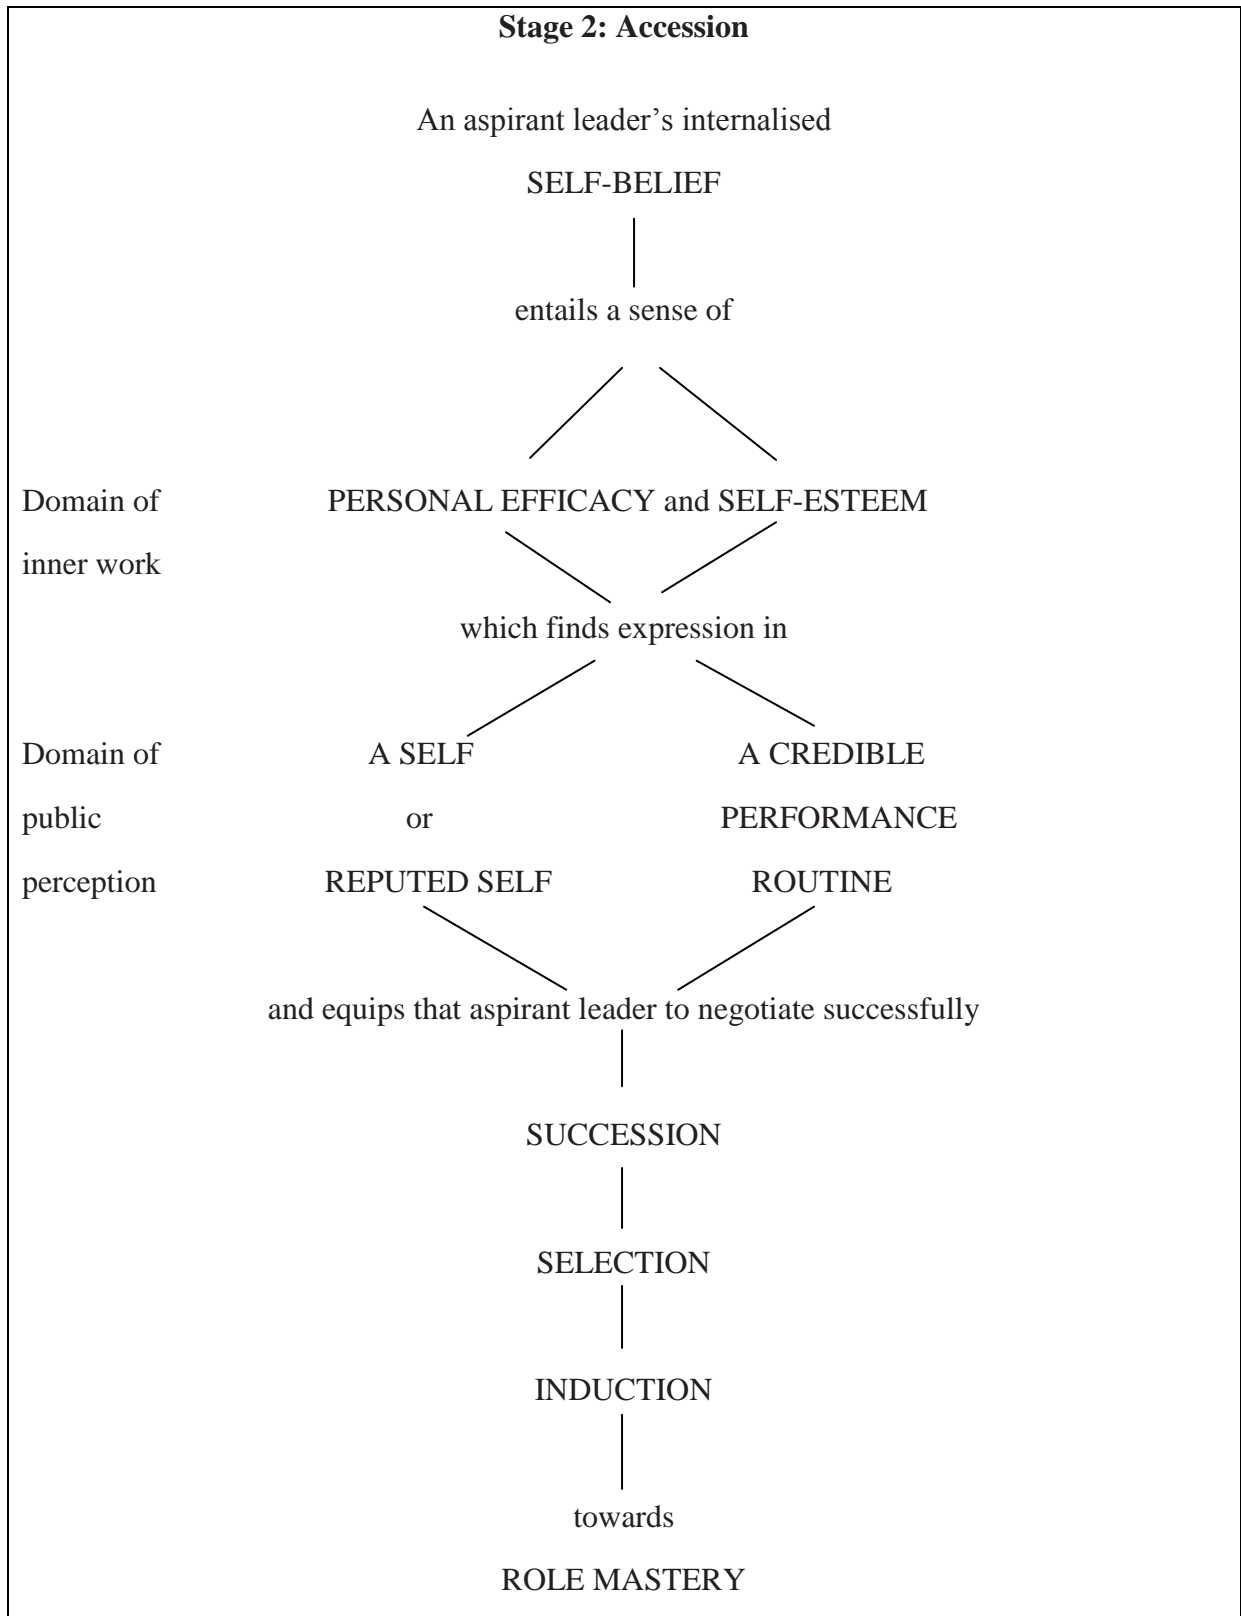 Stage 2: Accession
An aspirant leader’s internalised
SELF-BELIEF
entails a sense of
Domain of PERSONAL EFFICACY and SELF-ESTEEM
inner work
which finds expression in
Domain of A SELF A CREDIBLE
public or PERFORMANCE
perception REPUTED SELF ROUTINE
and equips that aspirant leader to negotiate successfully
SUCCESSION
SELECTION
INDUCTION
towards
ROLE MASTERY